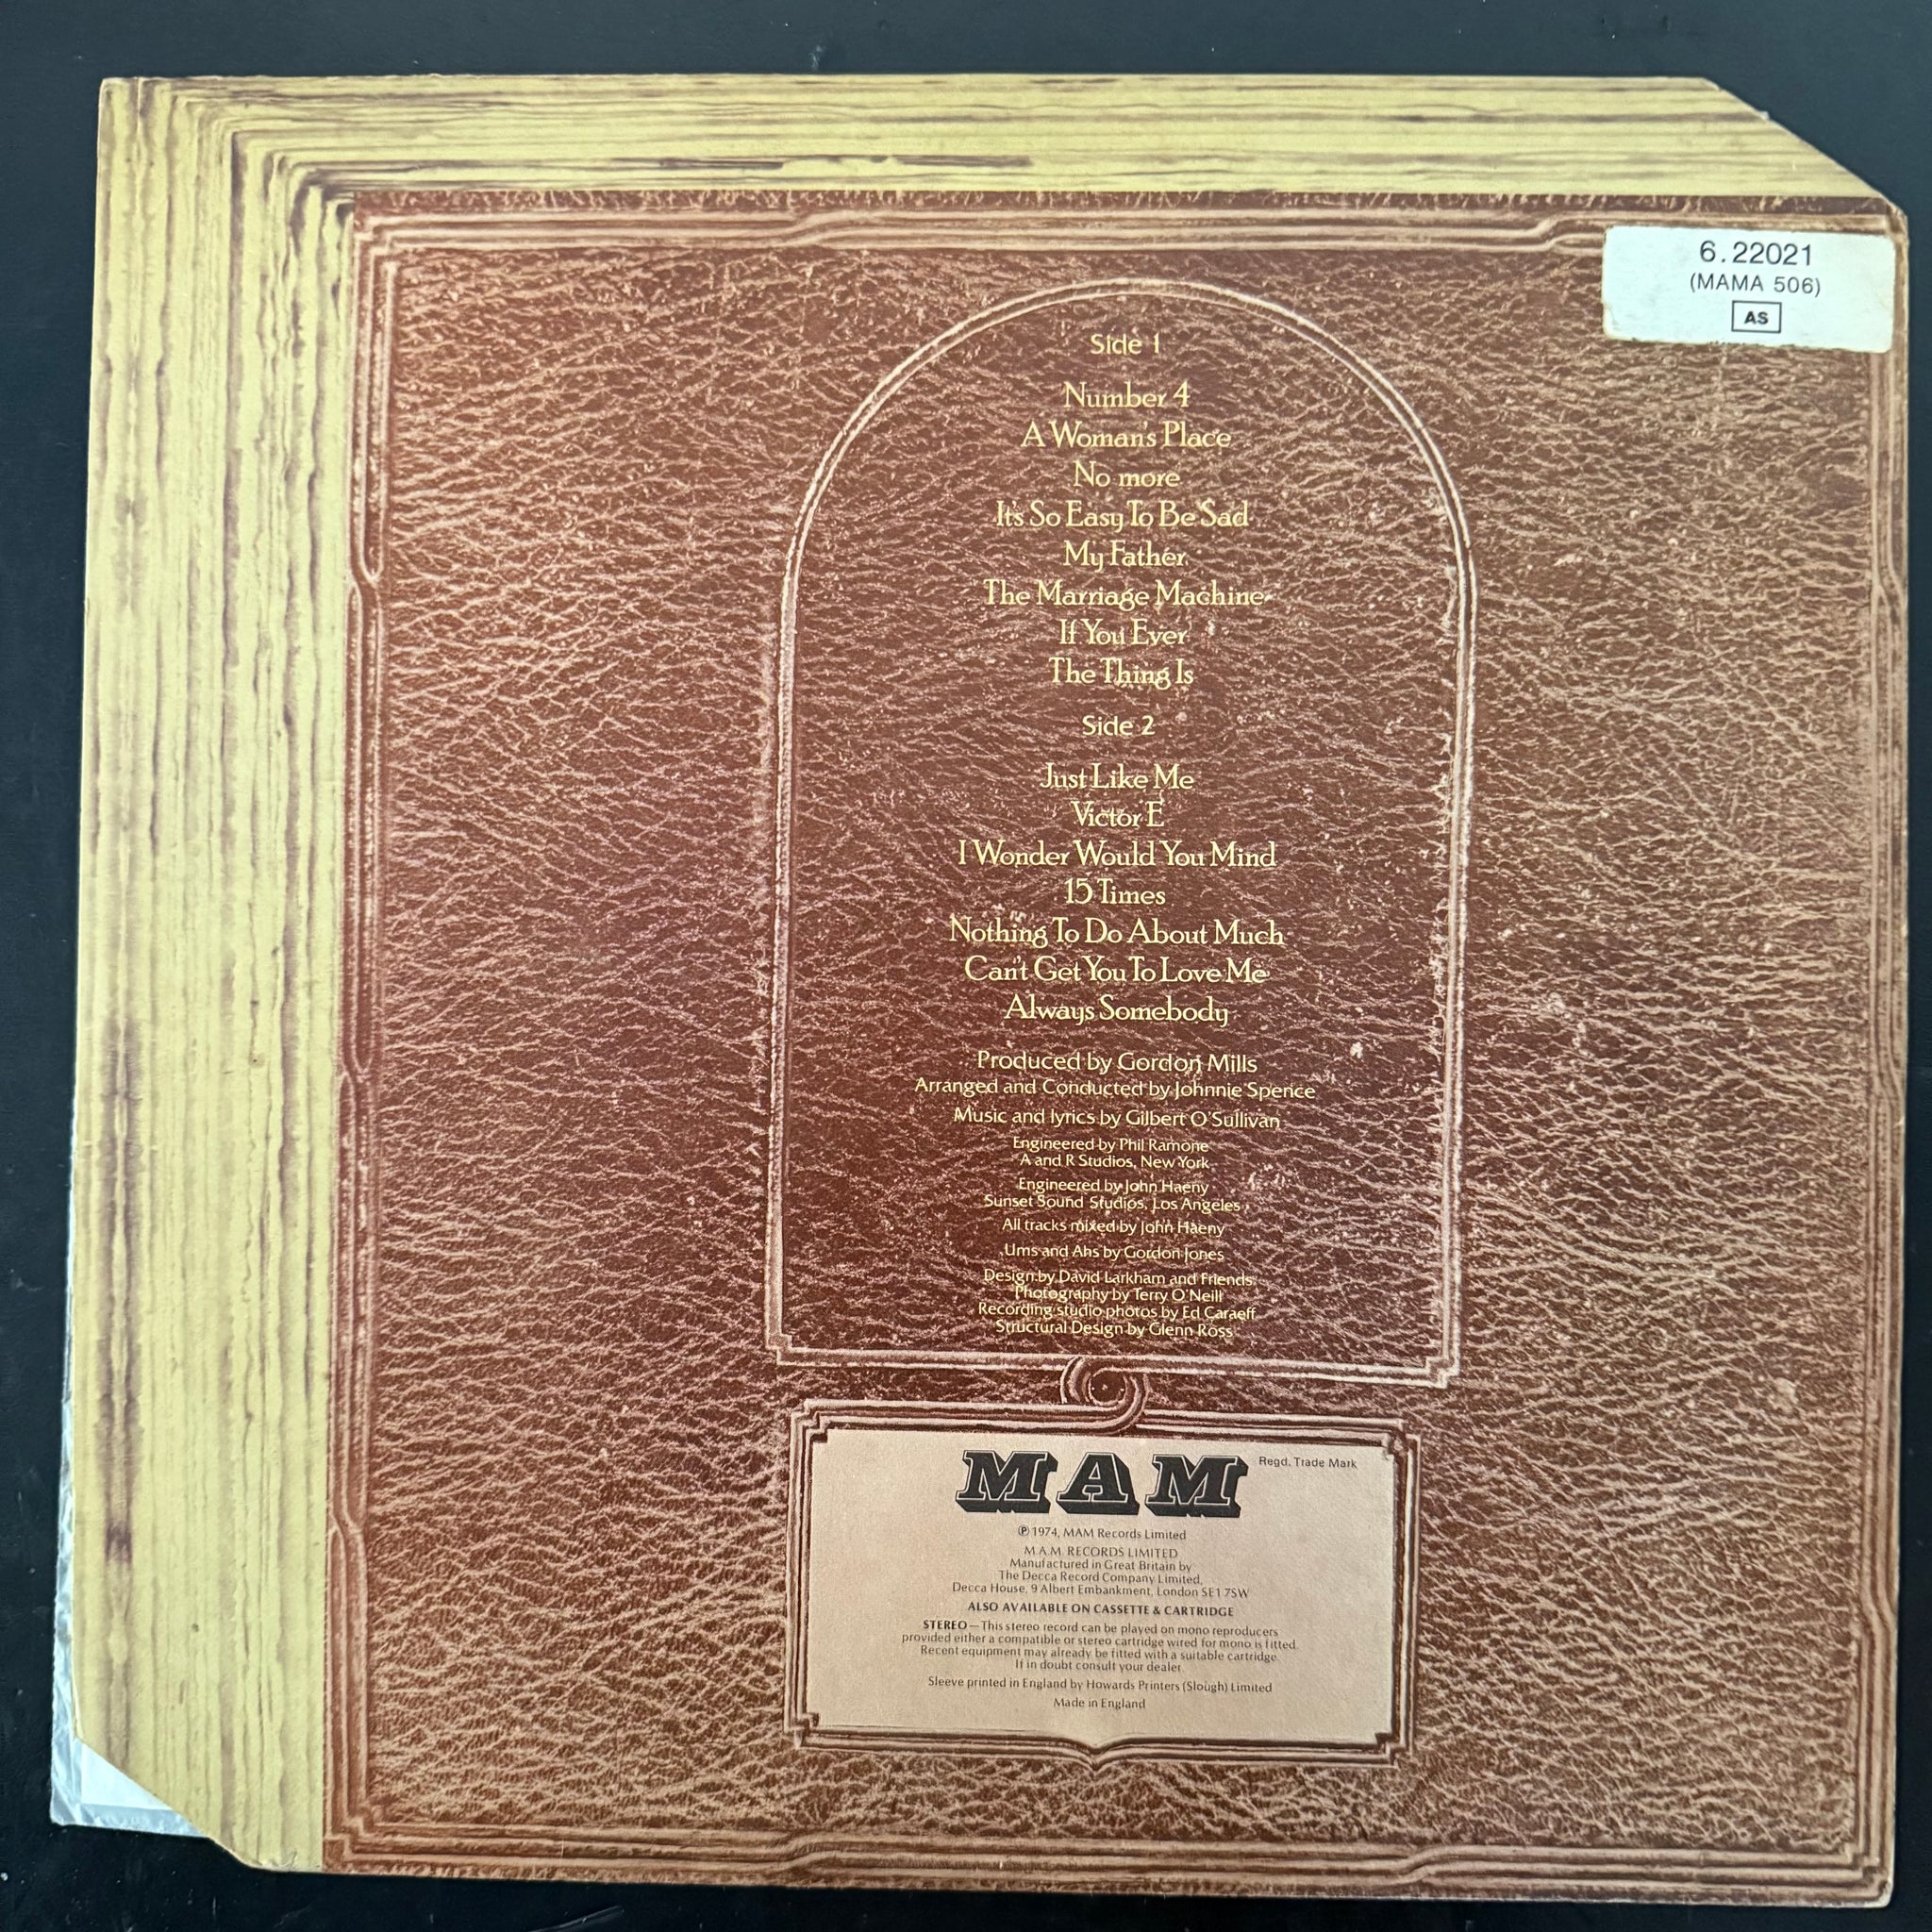 6.22021
(MAMA 506)
AS
Side 1
Number 4
A Woman's Place
No more
It's So Easy To Be Sad
My Father
The Marriage Machine
If You Ever
The Thing Is
Side 2
Just Like Me
Victor E
I Wonder Would You Mind
15 Times
Nothing To Do About Much
Can't Get You To Love Me
Always Somebody
Produced by Gordon Mills
Arranged and Conducted by Johnnie Spence
Music and lyrics by Gilbert O'Sullivan
Engineered by Phil Ramone
A and R Studios, New York
Engineered by John Haeny
Sunset Sound Studios, Los Angeles
All tracks mixed by John Haeny
Ums and Ahs by Gordon Jones
Design by David Larkham and Friends
Photography by Terry O'Neill
Recording studio photos by Ed Caraeff
Structural Design by Glenn Ross
MAM Regd. Trade Mark
℗ 1974, MAM Records Limited
M.A.M. RECORDS LIMITED
Manufactured in Great Britain by
The Decca Record Company Limited,
Decca House, 9 Albert Embankment, London SE1 7SW
ALSO AVAILABLE ON CASSETTE & CARTRIDGE
STEREO—This stereo record can be played on mono reproducers
provided either a compatible or stereo cartridge wired for mono is fitted.
Recent equipment may already be fitted with a suitable cartridge.
If in doubt consult your dealer.
Sleeve printed in England by Howards Printers (Slough) Limited
Made in England